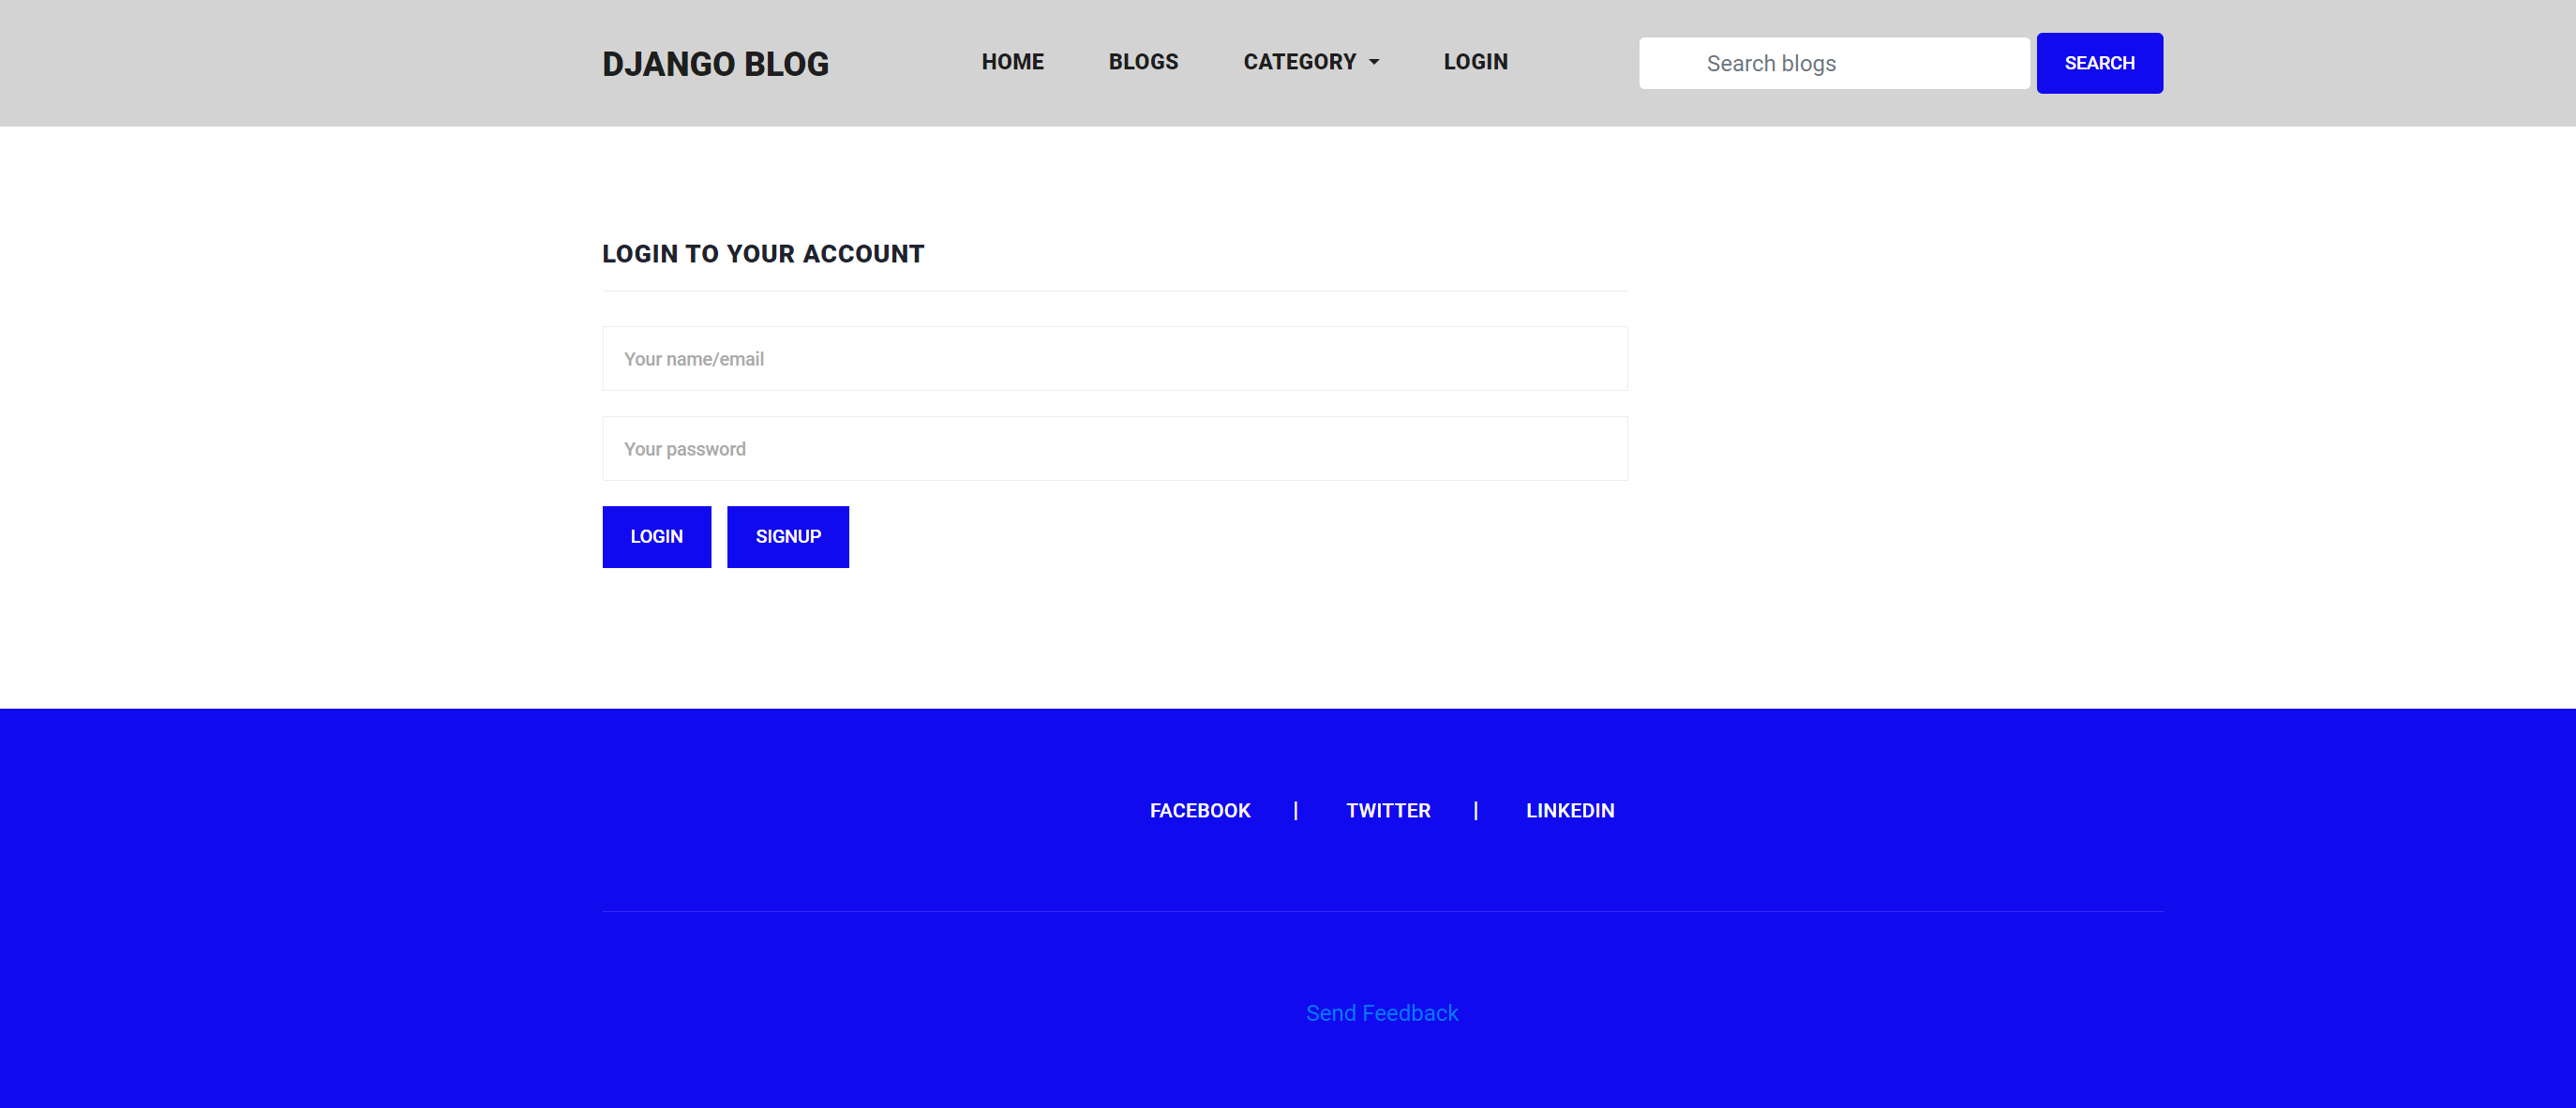 DJANGO BLOG HOME BLOGS CATEGORY LOGIN Search blogs SEARCH
LOGIN TO YOUR ACCOUNT
Your name/email
Your password
LOGIN SIGNUP
FACEBOOK | TWITTER | LINKEDIN
Send Feedback